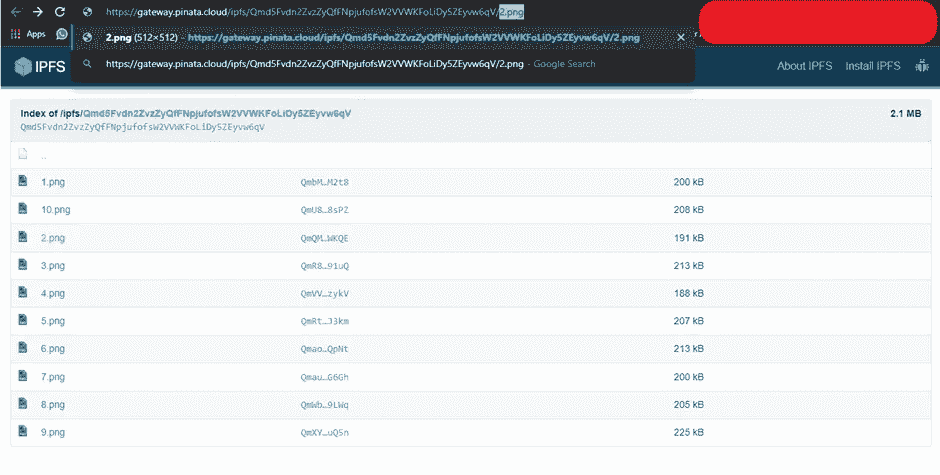 https://gateway.pinata.cloud/ipfs/Qmd5Fvdn2ZvzZyQfFNpjufofsW2VVWKFoLiDy5ZEyvw6qV/2.png
Apps
2.png (512×512) – https://gateway.pinata.cloud/ipfs/Qmd5Fvdn2ZvzZyQfFNpjufofsW2VVWKFoLiDy5ZEyvw6qV/2.png
https://gateway.pinata.cloud/ipfs/Qmd5Fvdn2ZvzZyQfFNpjufofsW2VVWKFoLiDy5ZEyvw6qV/2.png - Google Search
IPFS About IPFS Install IPFS
Index of /ipfs/Qmd5Fvdn2ZvzZyQfFNpjufofsW2VVWKFoLiDy5ZEyvw6qV 2.1 MB
Qmd5Fvdn2ZvzZyQfFNpjufofsW2VVWKFoLiDy5ZEyvw6qV
..
1.png QmbM…M2t8 200 kB
10.png QmU8…8sPZ 208 kB
2.png QmQM…WKQE 191 kB
3.png QmR8…91uQ 213 kB
4.png QmVV…zykV 188 kB
5.png QmRt…J3km 207 kB
6.png Qmao…QpNt 213 kB
7.png Qmau…G6Gh 200 kB
8.png QmWb…9LWq 205 kB
9.png QmXY…uQ5n 225 kB